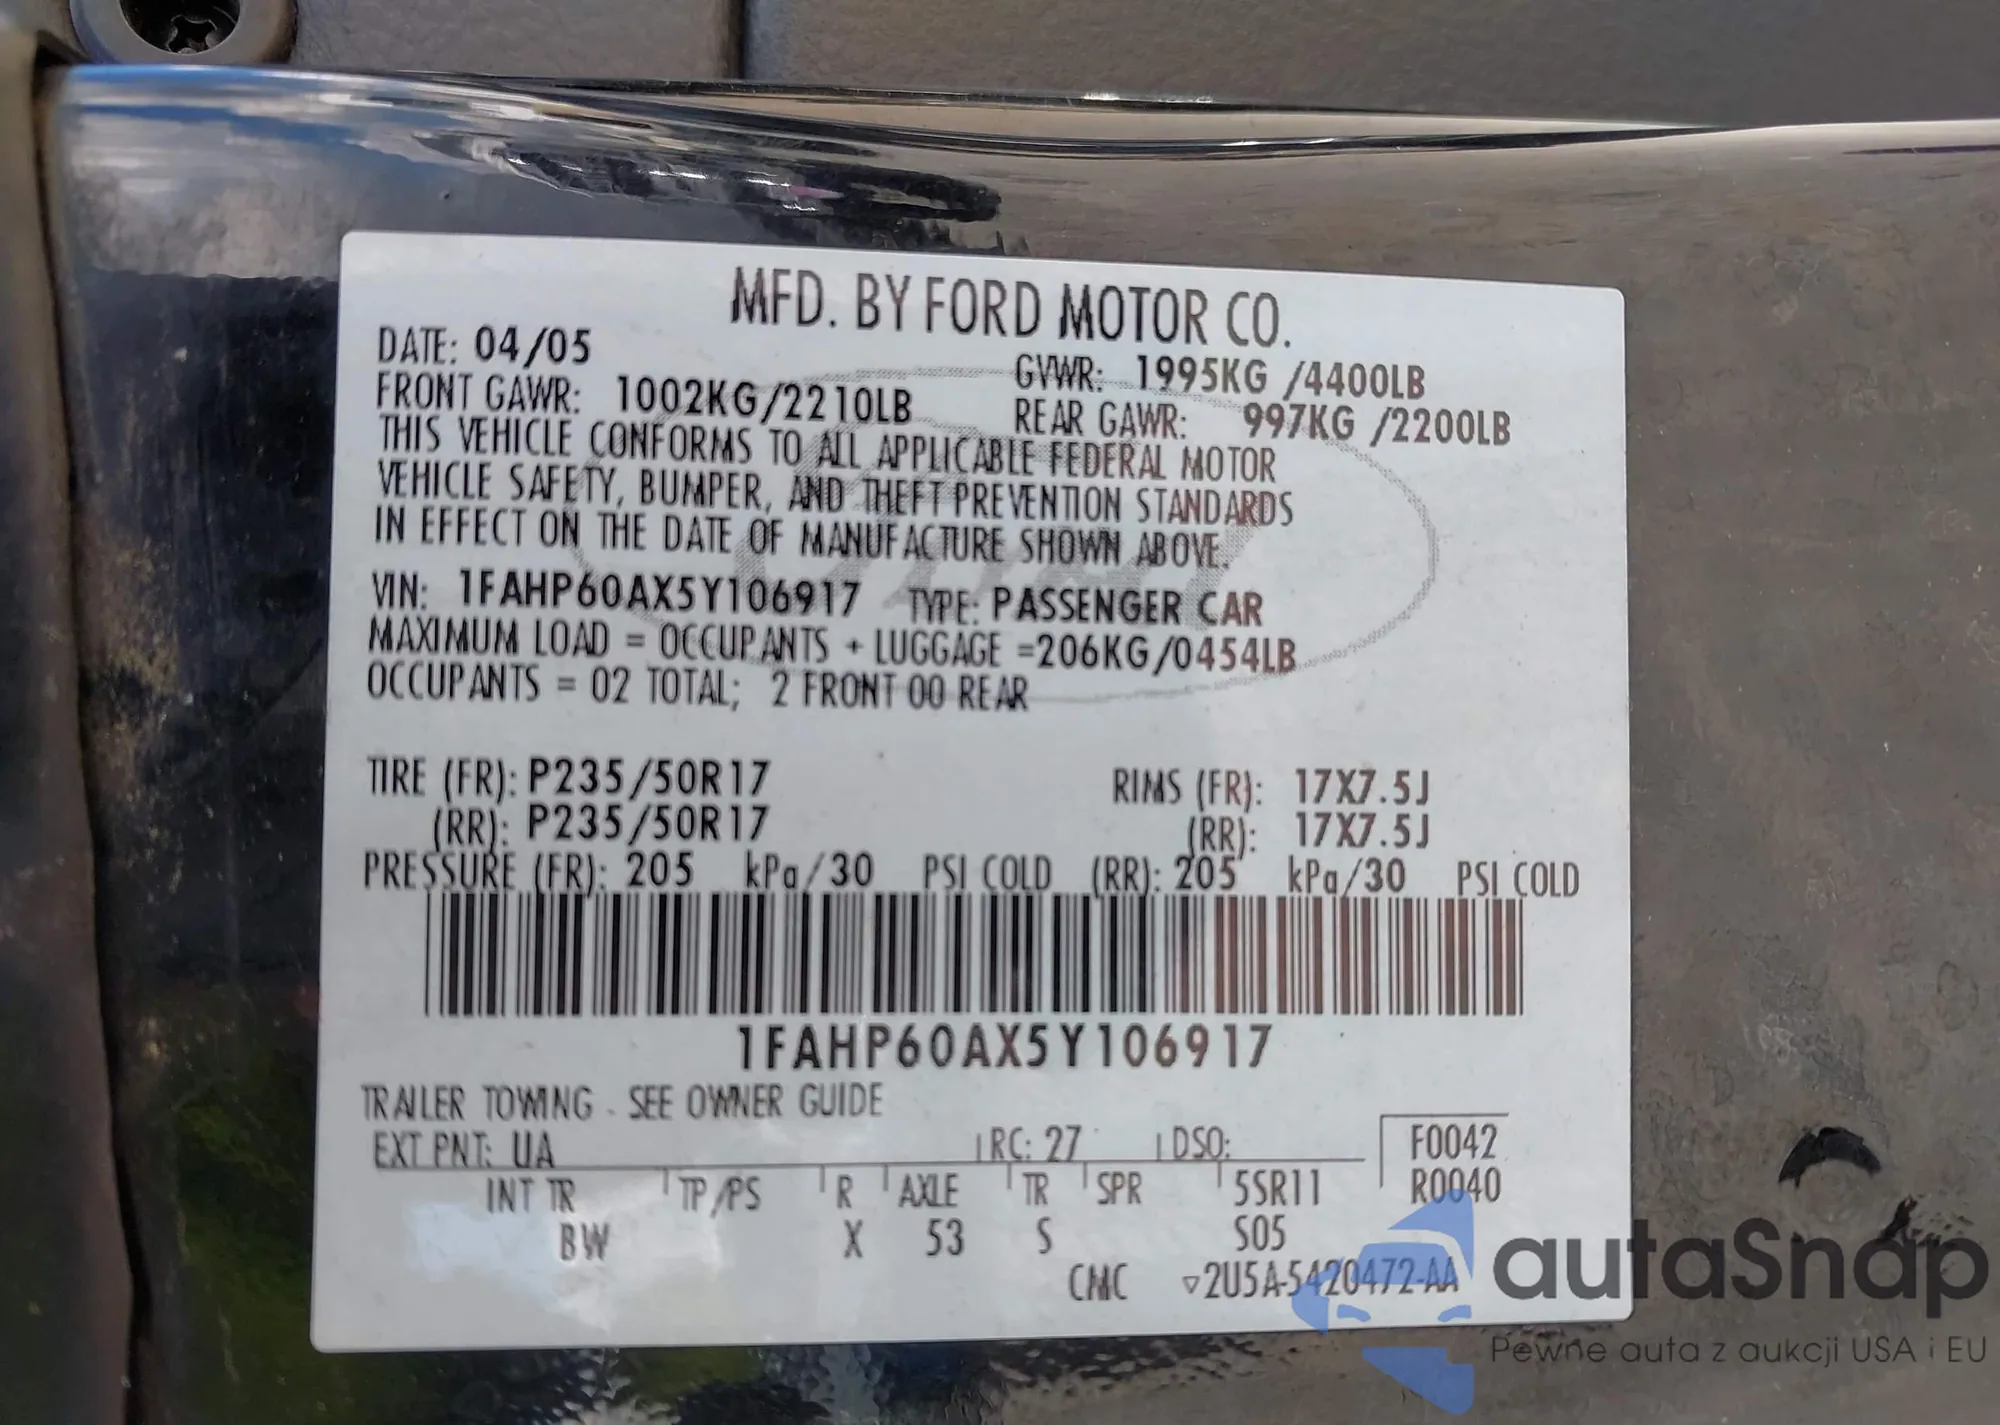 MFD. BY FORD MOTOR CO.
DATE: 04/05
GVWR: 1995KG /4400LB
FRONT GAWR: 1002KG/2210LB
REAR GAWR: 997KG /2200LB
THIS VEHICLE CONFORMS TO ALL APPLICABLE FEDERAL MOTOR
VEHICLE SAFETY, BUMPER, AND THEFT PREVENTION STANDARDS
IN EFFECT ON THE DATE OF MANUFACTURE SHOWN ABOVE.
VIN: 1FAHP60AX5Y106917 TYPE: PASSENGER CAR
MAXIMUM LOAD = OCCUPANTS + LUGGAGE =206KG/0454LB
OCCUPANTS = 02 TOTAL; 2 FRONT 00 REAR
TIRE (FR): P235/50R17 RIMS (FR): 17X7.5J
(RR): P235/50R17 (RR): 17X7.5J
PRESSURE (FR): 205 kPa/30 PSI COLD (RR): 205 kPa/30 PSI COLD
1FAHP60AX5Y106917
TRAILER TOWING - SEE OWNER GUIDE
EXT PNT: UA RC: 27 DSO: F0042
INT TR TP/PS R AXLE TR SPR 5SR11 R0040
BW X 53 S S05
CMC ▽2U5A-5420472-AA
autaSnap
Pewne auta z aukcji USA i EU